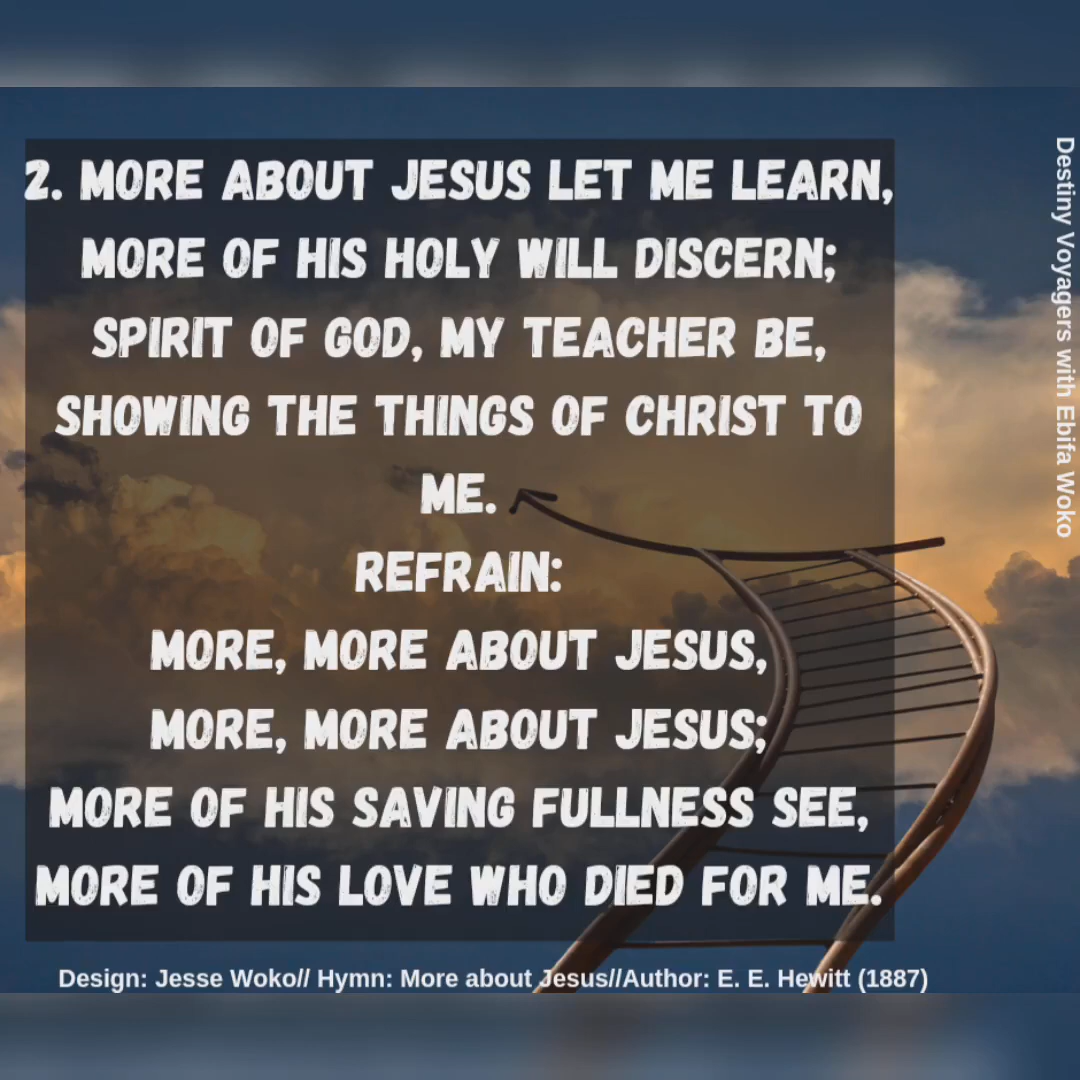 2. MORE ABOUT JESUS LET ME LEARN,
MORE OF HIS HOLY WILL DISCERN;
SPIRIT OF GOD, MY TEACHER BE,
SHOWING THE THINGS OF CHRIST TO
ME.
REFRAIN:
MORE, MORE ABOUT JESUS,
MORE, MORE ABOUT JESUS;
MORE OF HIS SAVING FULLNESS SEE,
MORE OF HIS LOVE WHO DIED FOR ME.
Design: Jesse Woko// Hymn: More about Jesus//Author: E. E. Hewitt (1887)
Destiny Voyagers with Ebifa Woko